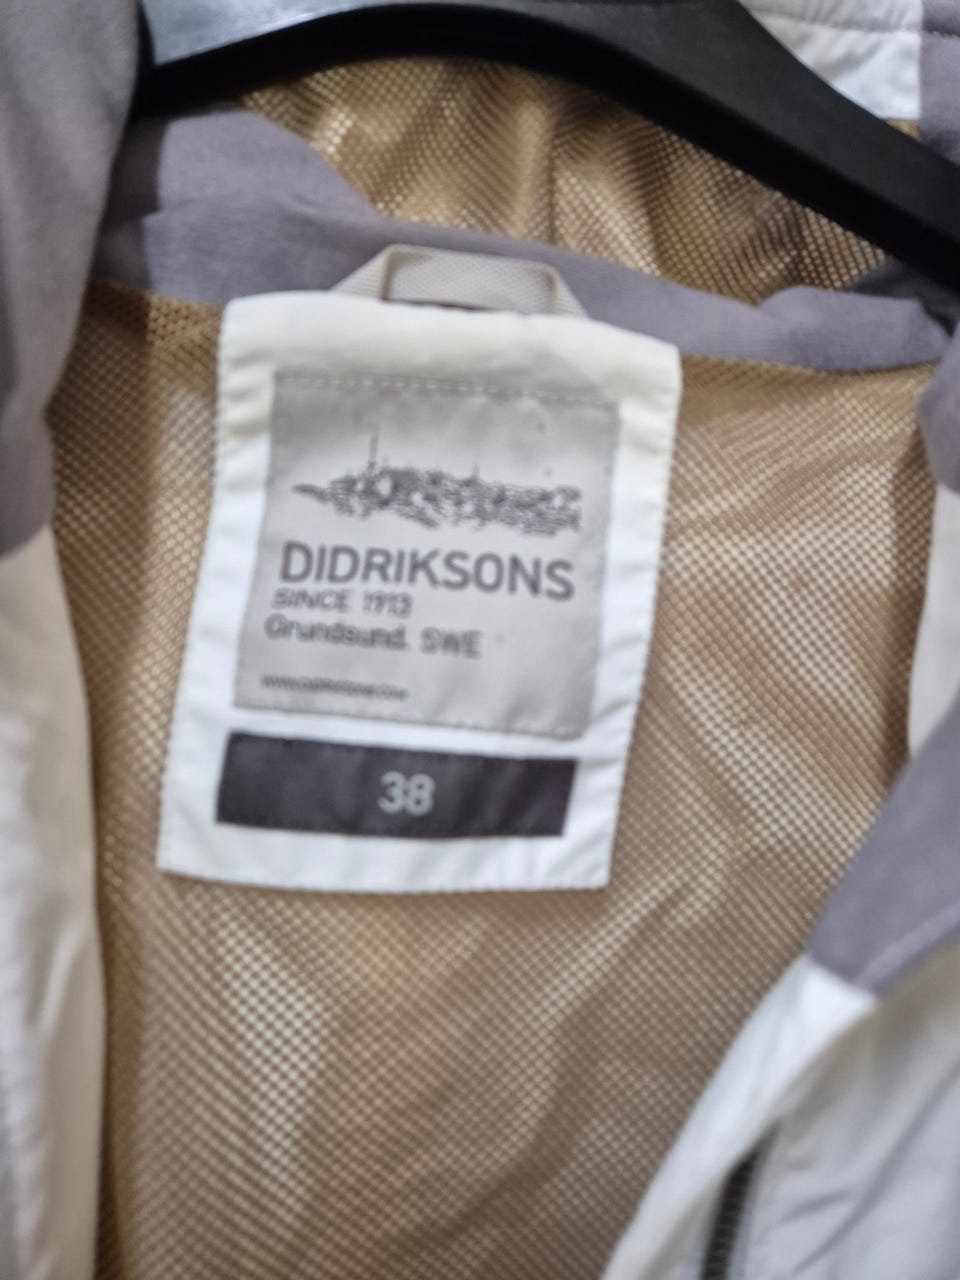 DIDRIKSONS
SINCE 1913
Grundsund. SWE
38